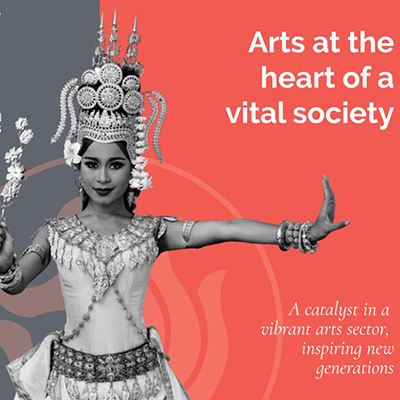 Arts at the
heart of a
vital society
A catalyst in a
vibrant arts sector,
inspiring new
generations